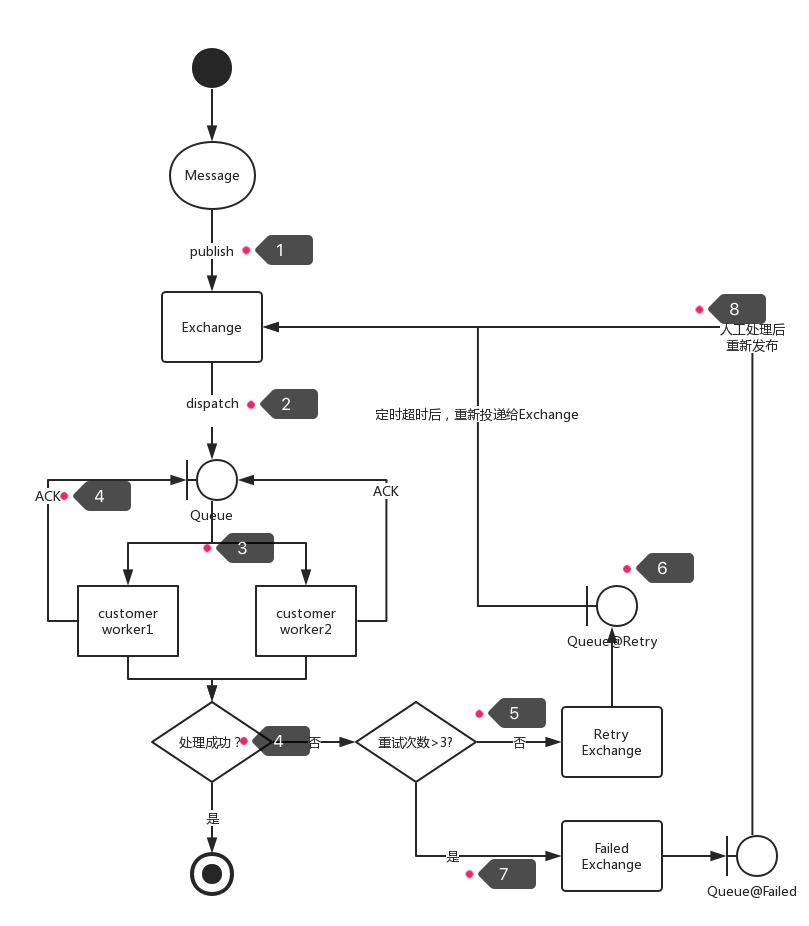 Message
publish
1
Exchange
8
人工处理后
重新发布
dispatch
2
定时超时后，重新投递给Exchange
ACK
4
ACK
Queue
3
6
customer
worker1
customer
worker2
Queue@Retry
5
处理成功？
4
否
重试次数>3?
否
Retry
Exchange
是
是
7
Failed
Exchange
Queue@Failed